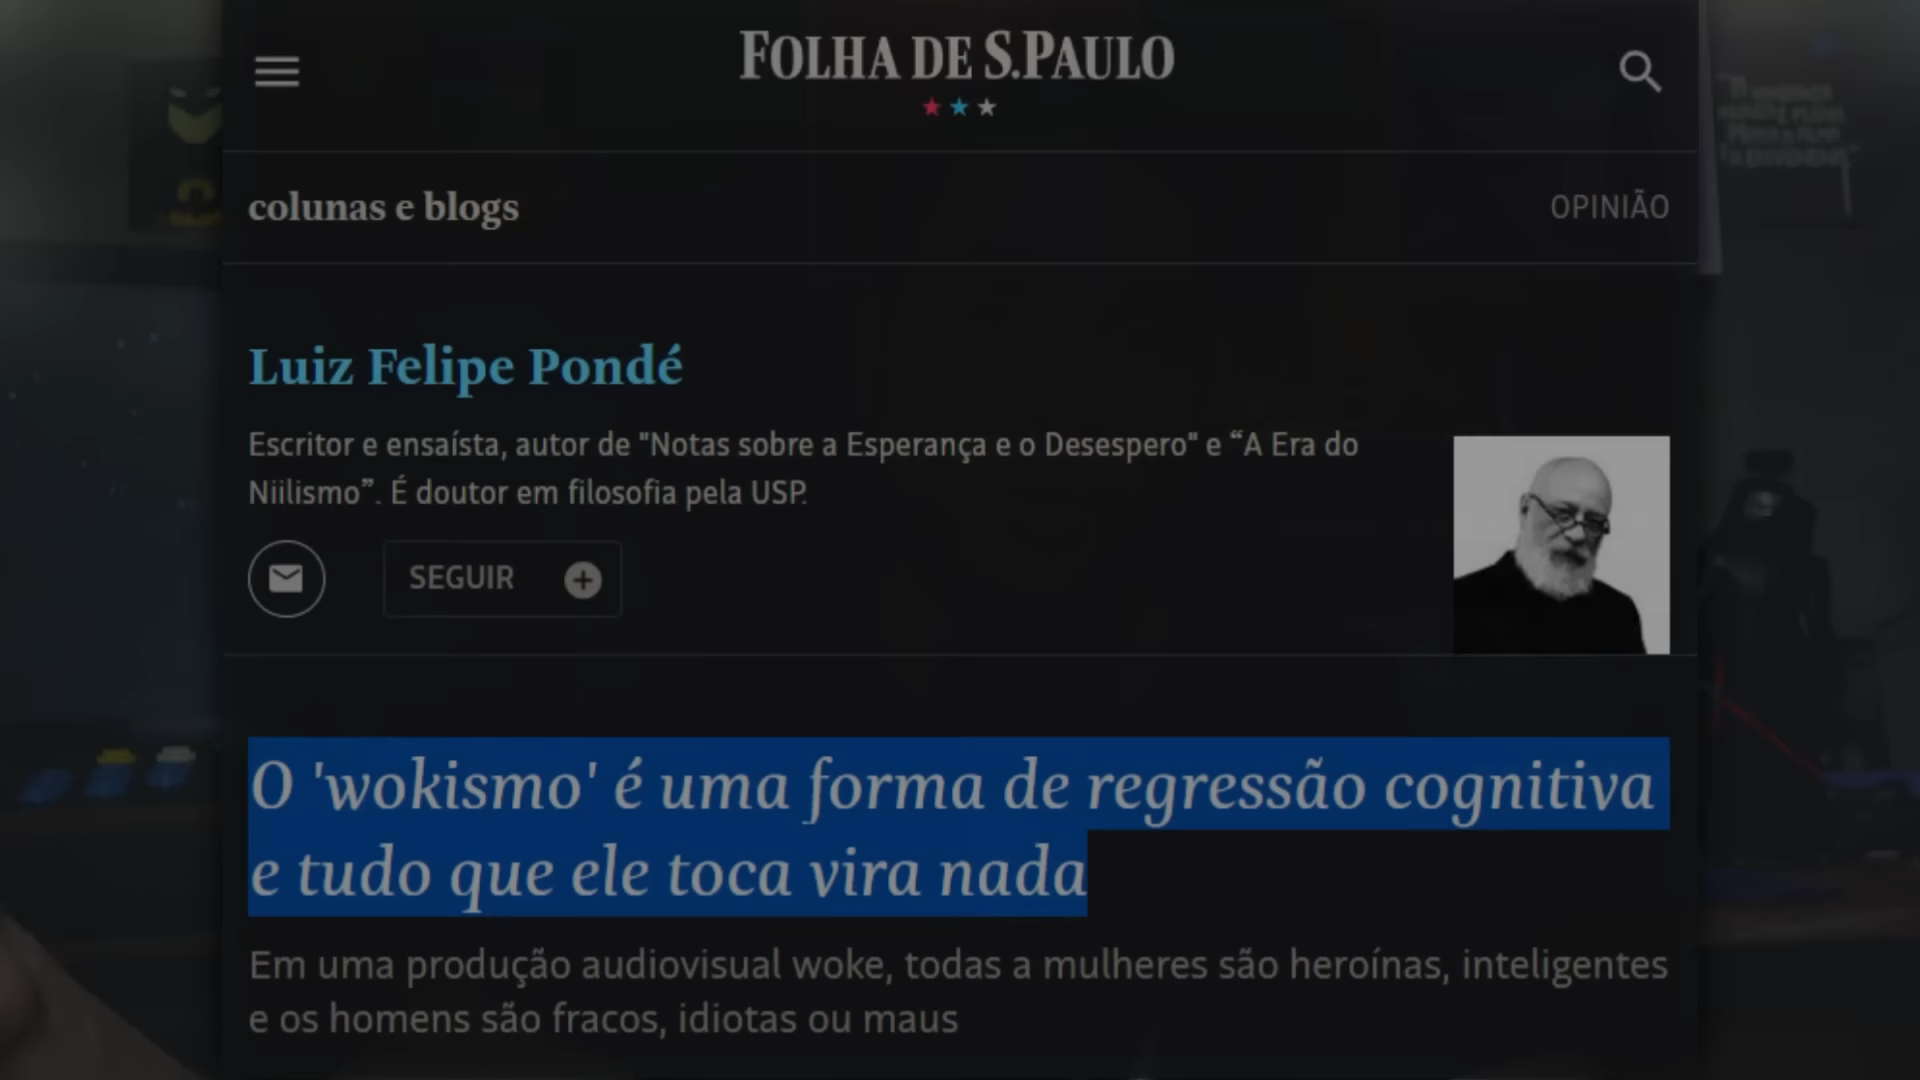 FOLHA DE S.PAULO
colunas e blogs
OPINIÃO
Luiz Felipe Pondé
Escritor e ensaísta, autor de "Notas sobre a Esperança e o Desespero" e “A Era do
Niilismo”. É doutor em filosofia pela USP.
SEGUIR
O 'wokismo' é uma forma de regressão cognitiva
e tudo que ele toca vira nada
Em uma produção audiovisual woke, todas a mulheres são heroínas, inteligentes
e os homens são fracos, idiotas ou maus